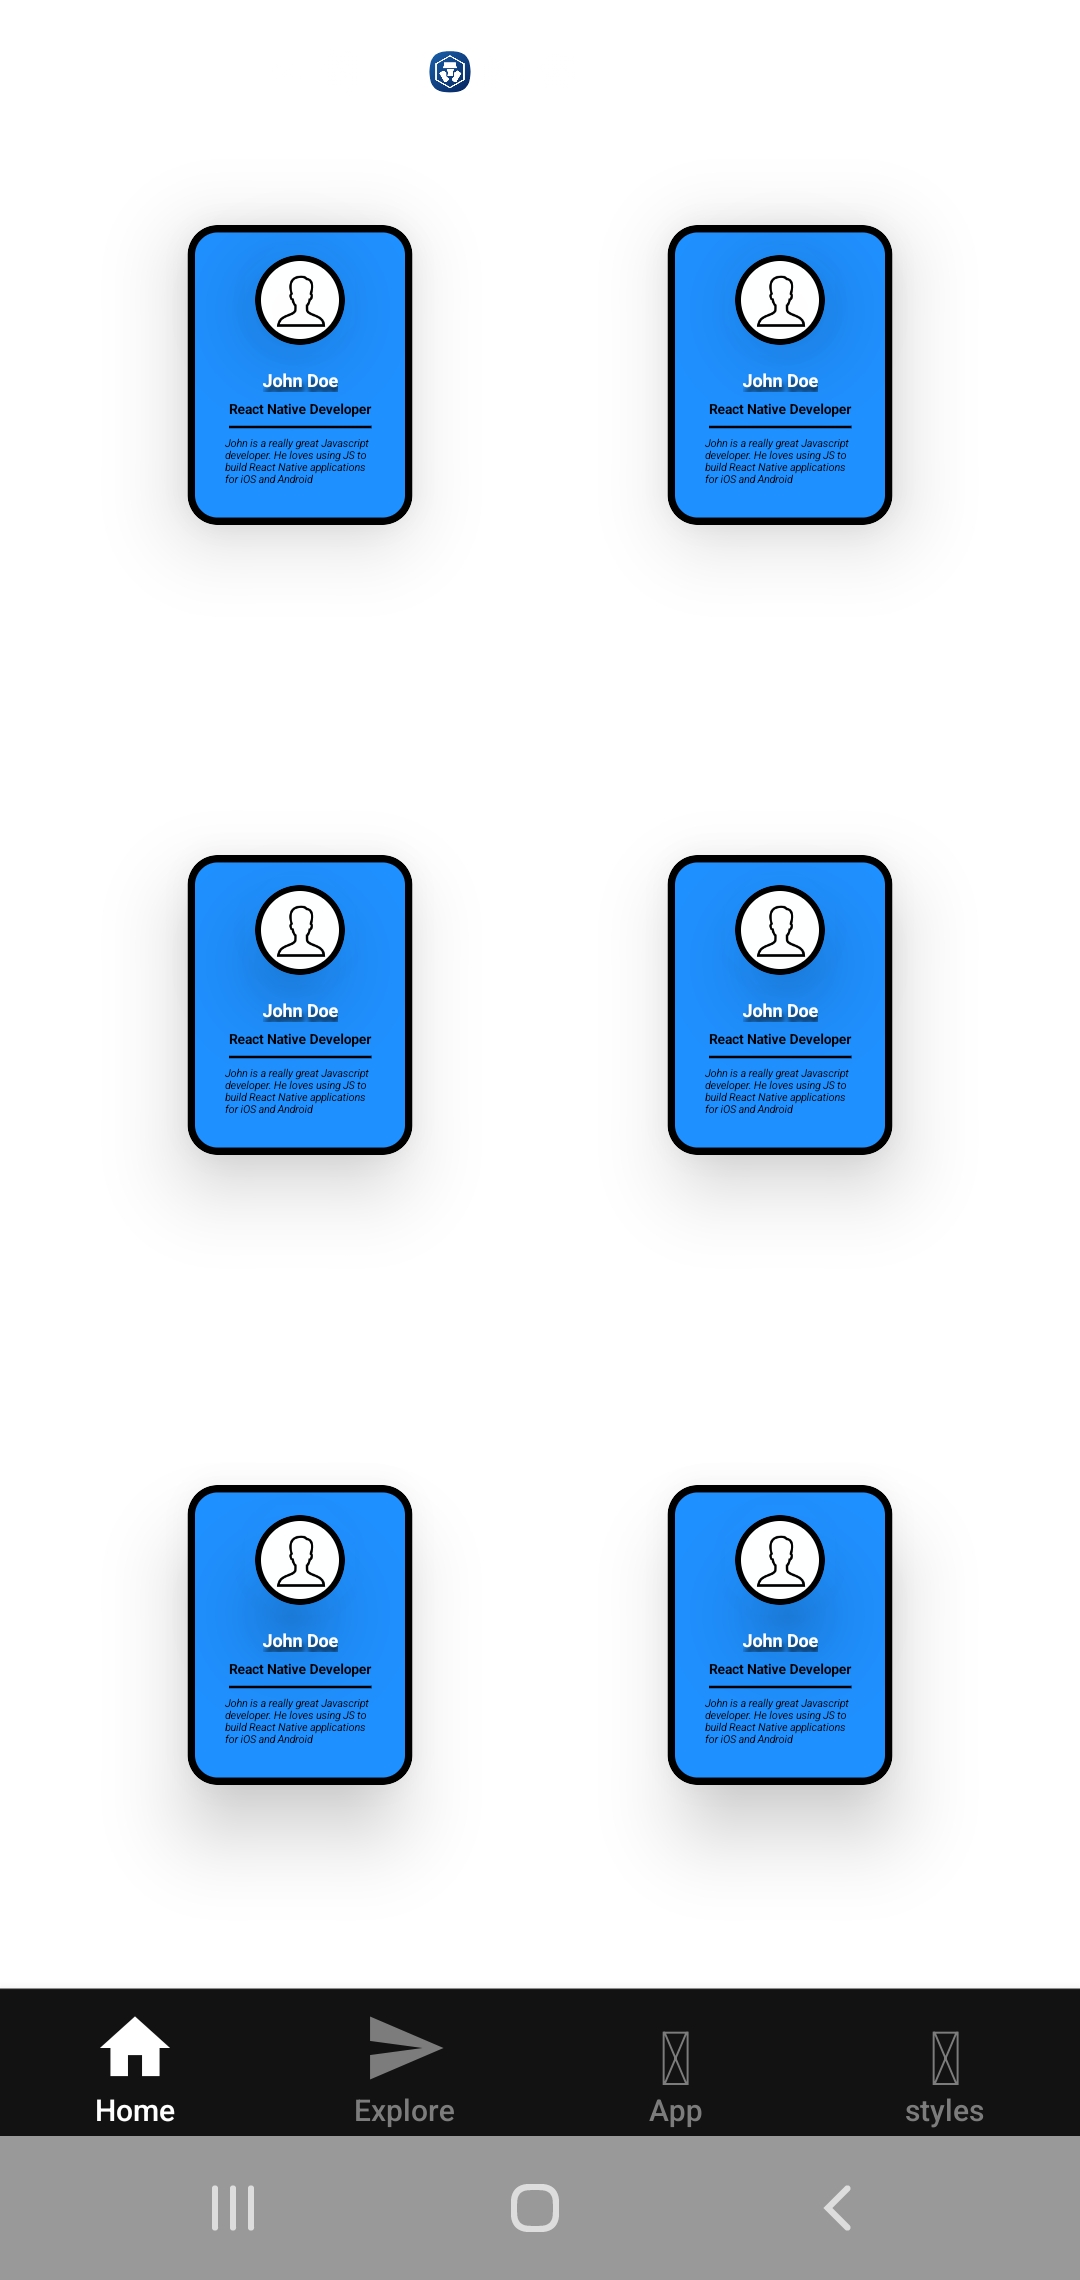 John Doe
React Native Developer
John is a really great Javascript
developer. He loves using JS to
build React Native applications
for iOS and Android
John Doe
React Native Developer
John is a really great Javascript
developer. He loves using JS to
build React Native applications
for iOS and Android
John Doe
React Native Developer
John is a really great Javascript
developer. He loves using JS to
build React Native applications
for iOS and Android
John Doe
React Native Developer
John is a really great Javascript
developer. He loves using JS to
build React Native applications
for iOS and Android
John Doe
React Native Developer
John is a really great Javascript
developer. He loves using JS to
build React Native applications
for iOS and Android
John Doe
React Native Developer
John is a really great Javascript
developer. He loves using JS to
build React Native applications
for iOS and Android
Home
Explore
App
styles